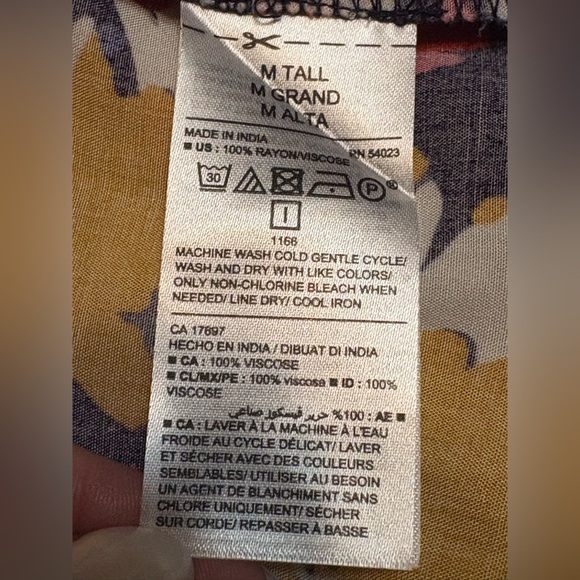 M TALL
M GRAND
M ALTA
MADE IN INDIA
■ US : 100% RAYON/VISCOSE RN 54023
30 P ®
1166
MACHINE WASH COLD GENTLE CYCLE/
WASH AND DRY WITH LIKE COLORS/
ONLY NON-CHLORINE BLEACH WHEN
NEEDED/ LINE DRY/ COOL IRON
CA 17897
HECHO EN INDIA / DIBUAT DI INDIA
■ CA : 100% VISCOSE
■ CL/MX/PE : 100% viscosa ■ ID : 100%
VISCOSE
■ AE : 100% حرير فيسكوز صناعي
■ CA : LAVER À LA MACHINE À L'EAU
FROIDE AU CYCLE DÉLICAT/ LAVER
ET SÉCHER AVEC DES COULEURS
SEMBLABLES/ UTILISER AU BESOIN
UN AGENT DE BLANCHIMENT SANS
CHLORE UNIQUEMENT/ SÉCHER
SUR CORDE/ REPASSER À BASSE